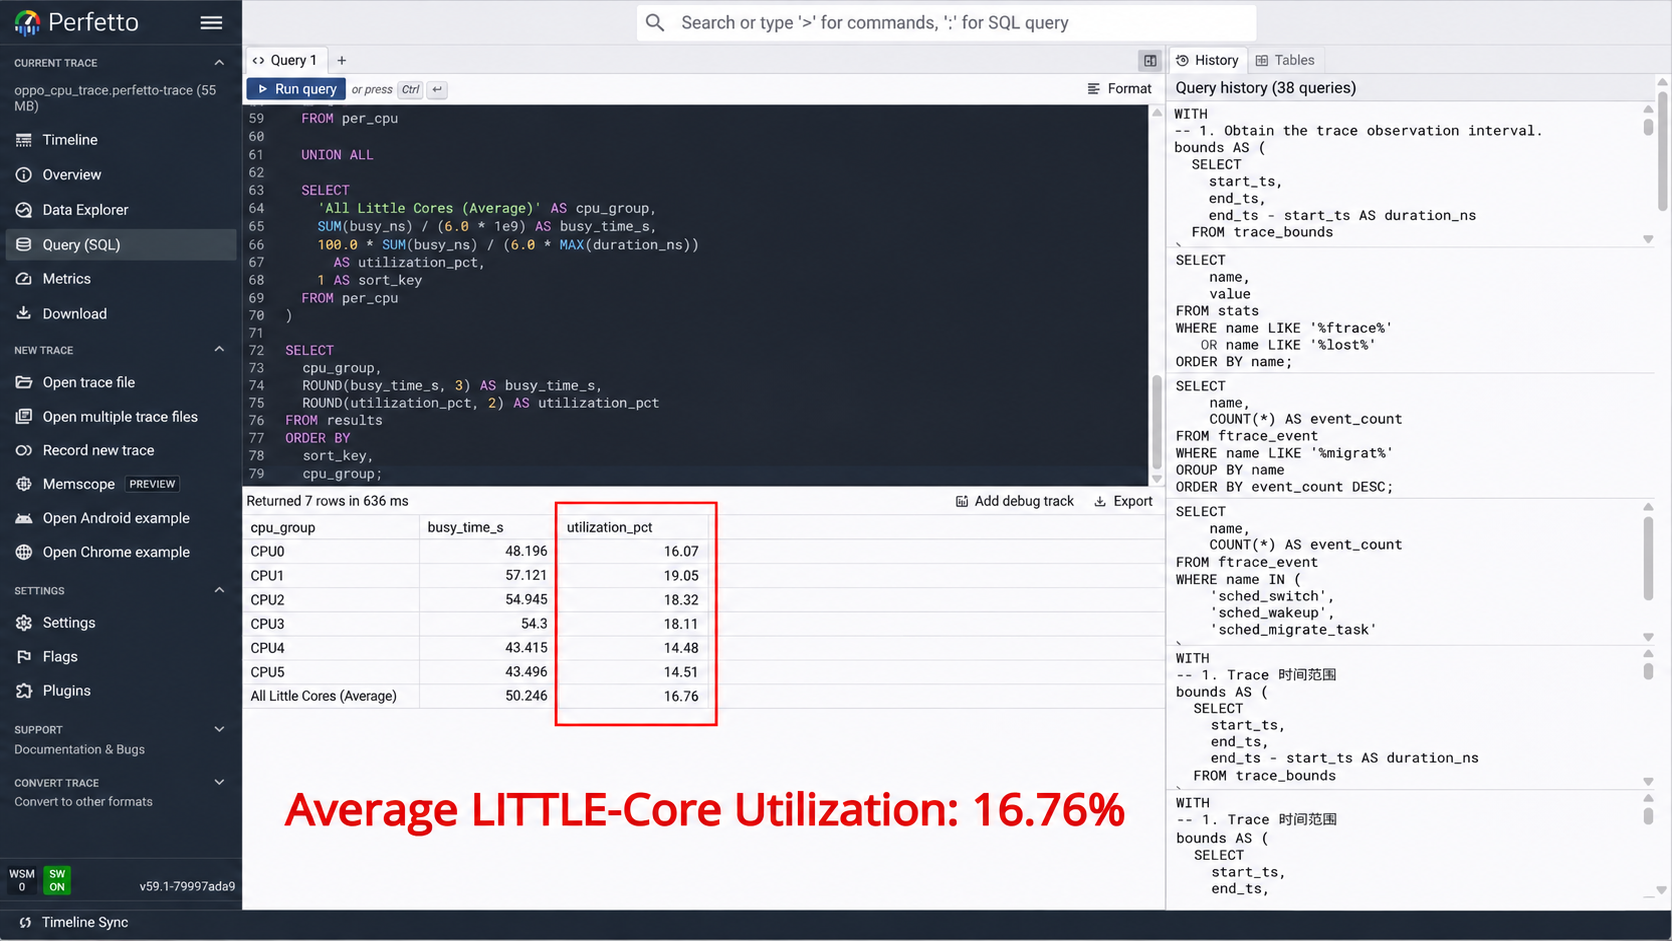 Perfetto
Search or type '>' for commands, ':' for SQL query
CURRENT TRACE
oppo_cpu_trace.perfetto-trace (55
MB)
Timeline
Overview
Data Explorer
Query (SQL)
Metrics
Download
NEW TRACE
Open trace file
Open multiple trace files
Record new trace
Memscope PREVIEW
Open Android example
Open Chrome example
SETTINGS
Settings
Flags
Plugins
SUPPORT
Documentation & Bugs
CONVERT TRACE
Convert to other formats
WSM
0
SW
ON
v59.1-79997ada9
Timeline Sync
Query 1 +
Run query or press Ctrl
Format
59 FROM per_cpu
60
61 UNION ALL
62
63 SELECT
64 'All Little Cores (Average)' AS cpu_group,
65 SUM(busy_ns) / (6.0 * 1e9) AS busy_time_s,
66 100.0 * SUM(busy_ns) / (6.0 * MAX(duration_ns))
67 AS utilization_pct,
68 1 AS sort_key
69 FROM per_cpu
70 )
71
72 SELECT
73 cpu_group,
74 ROUND(busy_time_s, 3) AS busy_time_s,
75 ROUND(utilization_pct, 2) AS utilization_pct
76 FROM results
77 ORDER BY
78 sort_key,
79 cpu_group;
Returned 7 rows in 636 ms
Add debug track
Export
cpu_group busy_time_s utilization_pct
CPU0 48.196 16.07
CPU1 57.121 19.05
CPU2 54.945 18.32
CPU3 54.3 18.11
CPU4 43.415 14.48
CPU5 43.496 14.51
All Little Cores (Average) 50.246 16.76
Average LITTLE-Core Utilization: 16.76%
History
Tables
Query history (38 queries)
WITH
-- 1. Obtain the trace observation interval.
bounds AS (
SELECT
start_ts,
end_ts,
end_ts - start_ts AS duration_ns
FROM trace_bounds
SELECT
name,
value
FROM stats
WHERE name LIKE '%ftrace%'
OR name LIKE '%lost%'
ORDER BY name;
SELECT
name,
COUNT(*) AS event_count
FROM ftrace_event
WHERE name LIKE '%migrat%'
OROUP BY name
ORDER BY event_count DESC;
SELECT
name,
COUNT(*) AS event_count
FROM ftrace_event
WHERE name IN (
'sched_switch',
'sched_wakeup',
'sched_migrate_task'
WITH
-- 1. Trace 时间范围
bounds AS (
SELECT
start_ts,
end_ts,
end_ts - start_ts AS duration_ns
FROM trace_bounds
WITH
-- 1. Trace 时间范围
bounds AS (
SELECT
start_ts,
end_ts,